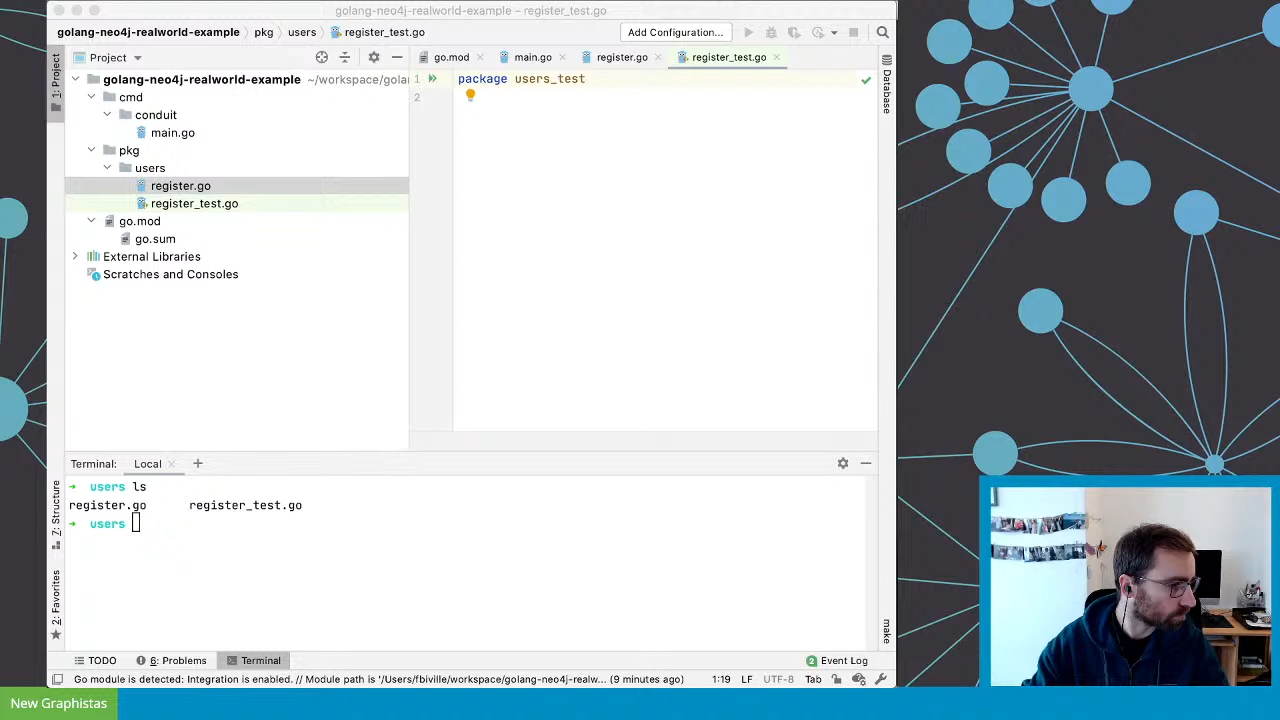 golang-neo4j-realworld-example – register_test.go
golang-neo4j-realworld-example pkg users register_test.go
Add Configuration...
1: Project
Project
go.mod
main.go
register.go
register_test.go
Database
golang-neo4j-realworld-example ~/workspace/golan
cmd
conduit
main.go
pkg
users
register.go
register_test.go
go.mod
go.sum
External Libraries
Scratches and Consoles
1 package users_test
2
Terminal: Local
users ls
register.go register_test.go
users
7: Structure
2: Favorites
make
TODO
6: Problems
Terminal
2 Event Log
Go module is detected: Integration is enabled. // Module path is '/Users/fbiville/workspace/golang-neo4j-realw... (9 minutes ago)
1:19 LF UTF-8 Tab
New Graphistas